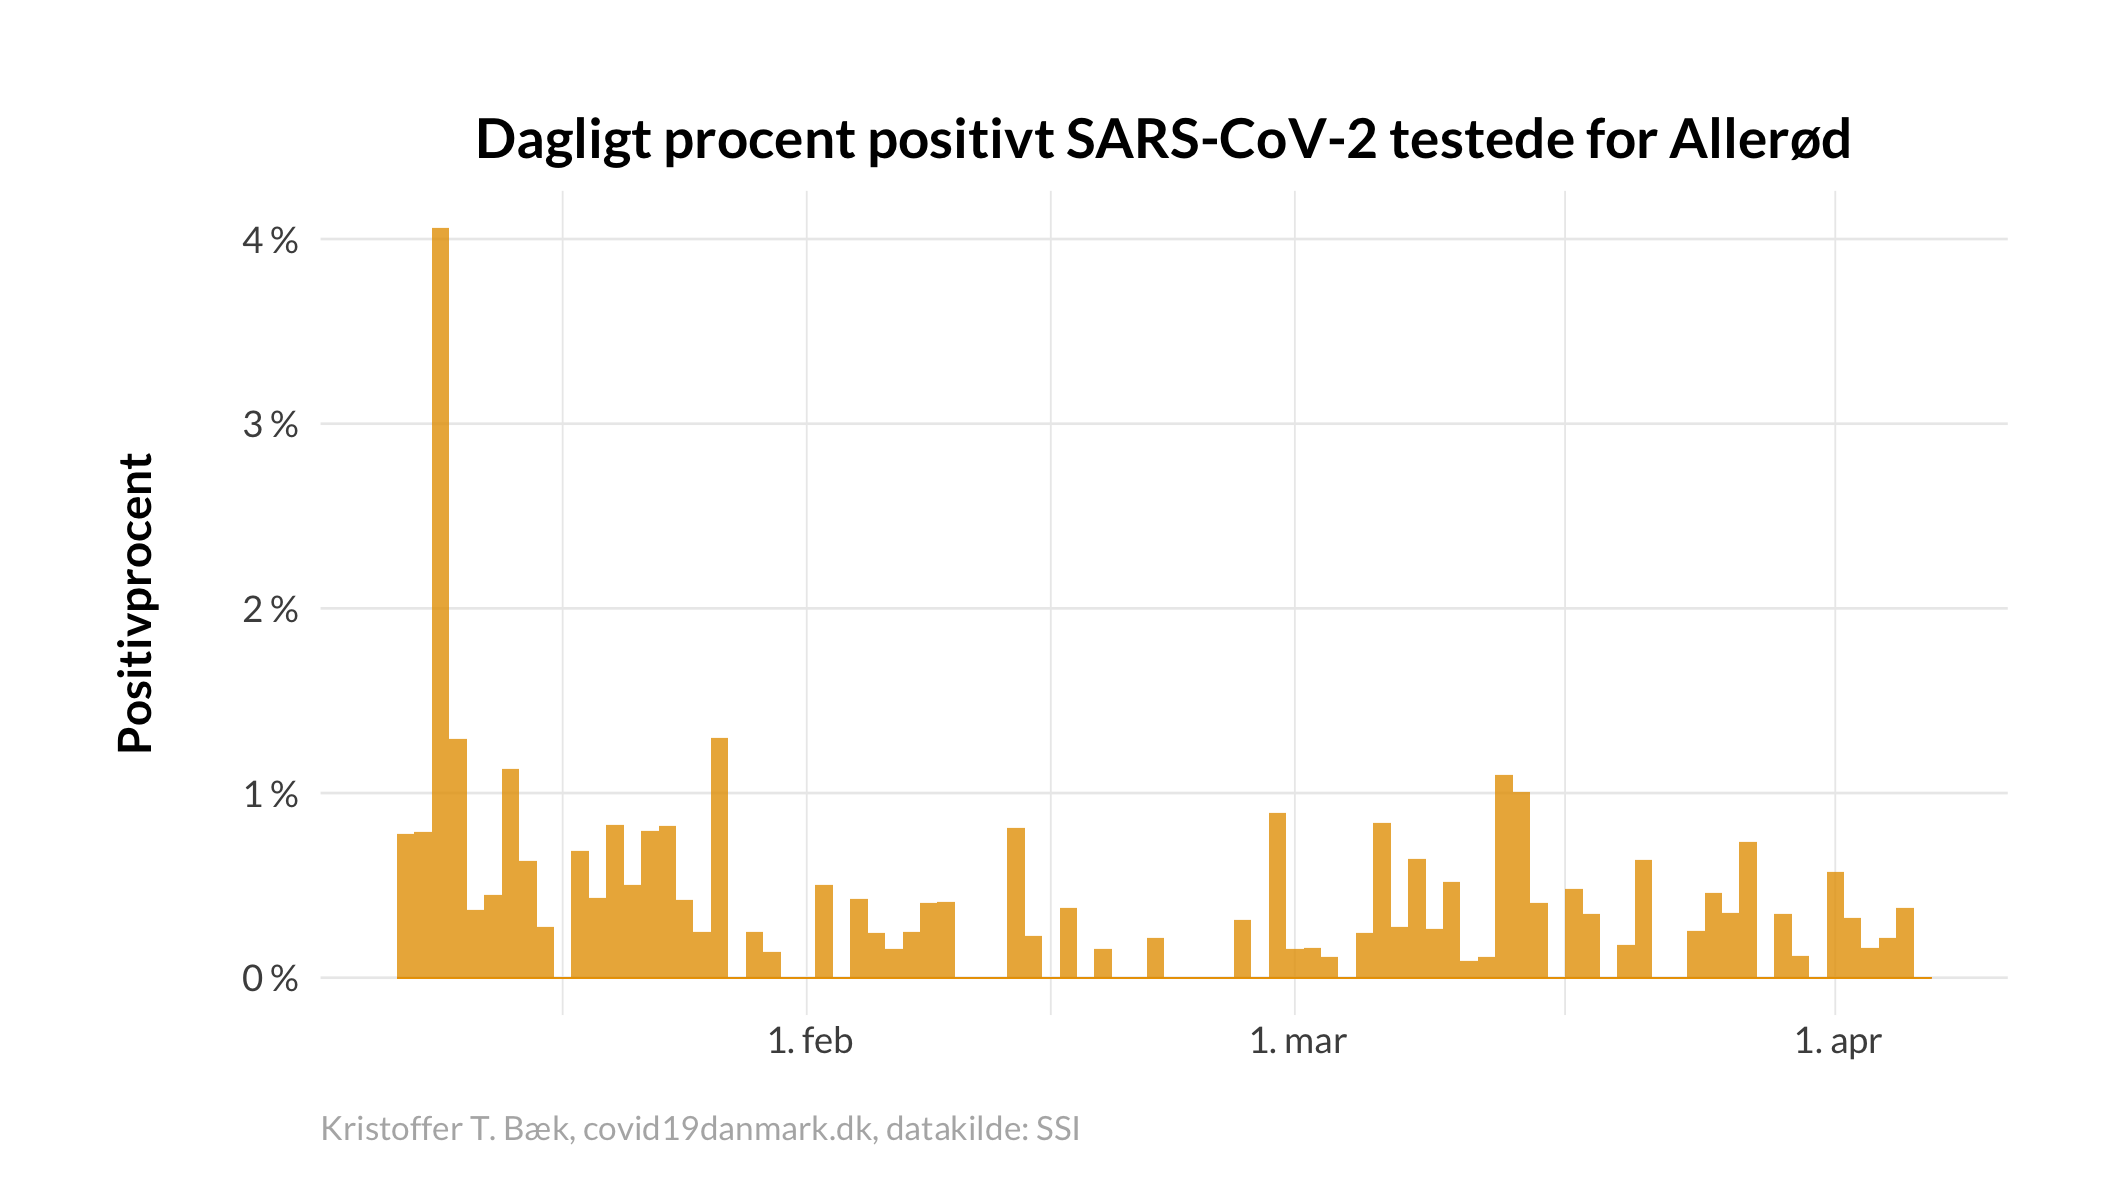 Dagligt procent positivt SARS-CoV-2 testede for Allerød
Positivprocent
4 %
3 %
2 %
1 %
0 %
1. feb
1. mar
1. apr
Kristoffer T. Bæk, covid19danmark.dk, datakilde: SSI